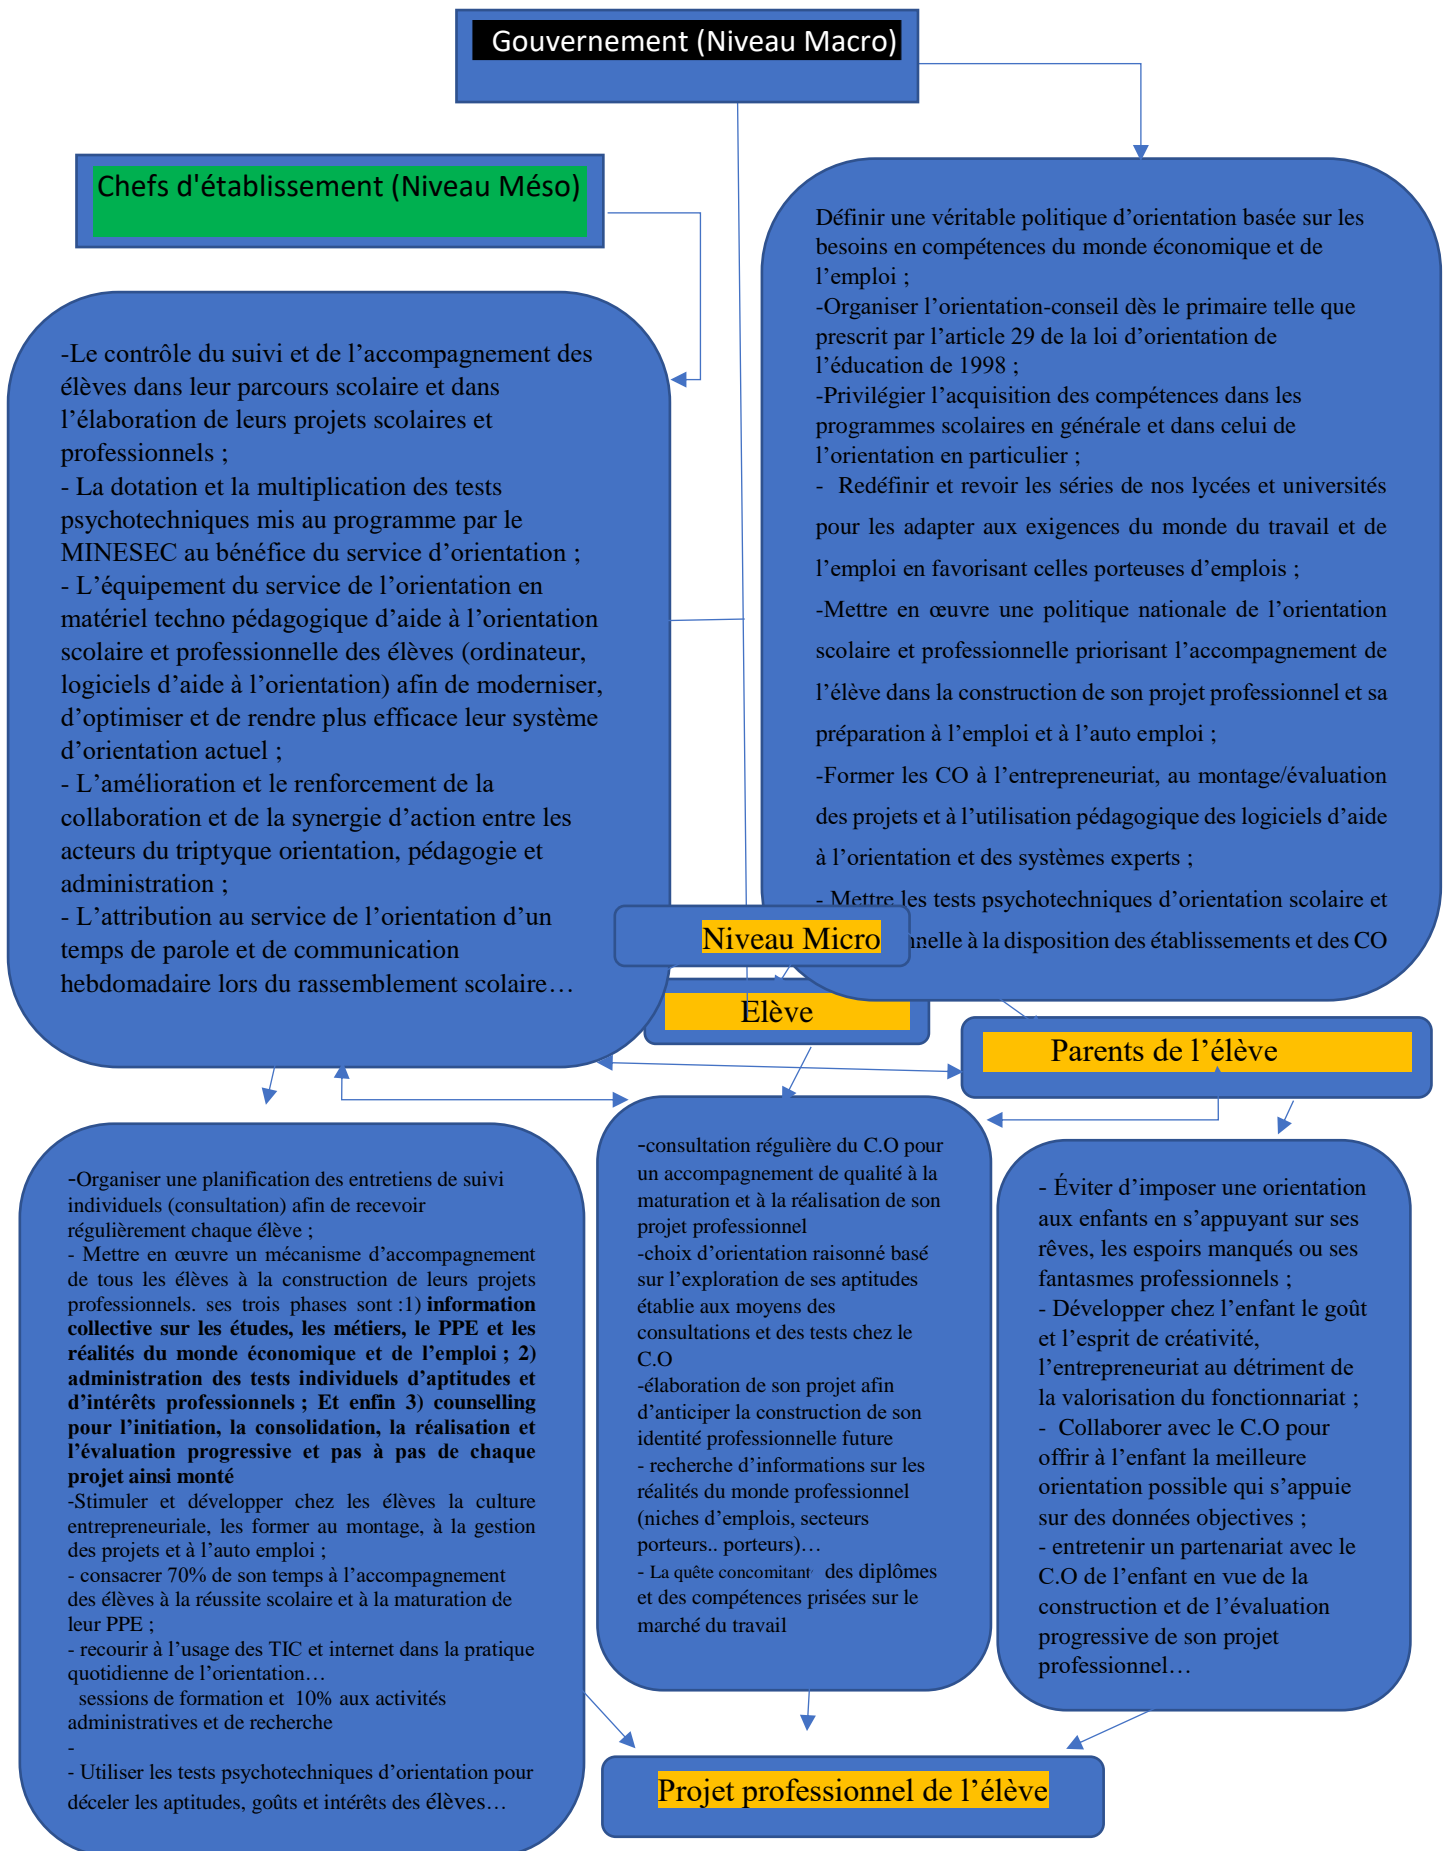 Gouvernement (Niveau Macro)
Chefs d'établissement (Niveau Méso)
Définir une véritable politique d’orientation basée sur les
besoins en compétences du monde économique et de
l’emploi ;
-Organiser l’orientation-conseil dès le primaire telle que
prescrit par l’article 29 de la loi d’orientation de
l’éducation de 1998 ;
-Privilégier l’acquisition des compétences dans les
programmes scolaires en générale et dans celui de
l’orientation en particulier ;
- Redéfinir et revoir les séries de nos lycées et universités
pour les adapter aux exigences du monde du travail et de
l’emploi en favorisant celles porteuses d’emplois ;
-Mettre en œuvre une politique nationale de l’orientation
scolaire et professionnelle priorisant l’accompagnement de
l’élève dans la construction de son projet professionnel et sa
préparation à l’emploi et à l’auto emploi ;
-Former les CO à l’entrepreneuriat, au montage/évaluation
des projets et à l’utilisation pédagogique des logiciels d’aide
à l’orientation et des systèmes experts ;
- Mettre les tests psychotechniques d’orientation scolaire et
à la disposition des établissements et des CO
-Le contrôle du suivi et de l’accompagnement des
élèves dans leur parcours scolaire et dans
l’élaboration de leurs projets scolaires et
professionnels ;
- La dotation et la multiplication des tests
psychotechniques mis au programme par le
MINESEC au bénéfice du service d’orientation ;
- L’équipement du service de l’orientation en
matériel techno pédagogique d’aide à l’orientation
scolaire et professionnelle des élèves (ordinateur,
logiciels d’aide à l’orientation) afin de moderniser,
d’optimiser et de rendre plus efficace leur système
d’orientation actuel ;
- L’amélioration et le renforcement de la
collaboration et de la synergie d’action entre les
acteurs du triptyque orientation, pédagogie et
administration ;
- L’attribution au service de l’orientation d’un
temps de parole et de communication
hebdomadaire lors du rassemblement scolaire…
Niveau Micro
Elève
Parents de l’élève
-Organiser une planification des entretiens de suivi
individuels (consultation) afin de recevoir
régulièrement chaque élève ;
- Mettre en œuvre un mécanisme d’accompagnement
de tous les élèves à la construction de leurs projets
professionnels. ses trois phases sont :1) information
collective sur les études, les métiers, le PPE et les
réalités du monde économique et de l’emploi ; 2)
administration des tests individuels d’aptitudes et
d’intérêts professionnels ; Et enfin 3) counselling
pour l’initiation, la consolidation, la réalisation et
l’évaluation progressive et pas à pas de chaque
projet ainsi monté
-Stimuler et développer chez les élèves la culture
entrepreneuriale, les former au montage, à la gestion
des projets et à l’auto emploi ;
- consacrer 70% de son temps à l’accompagnement
des élèves à la réussite scolaire et à la maturation de
leur PPE ;
- recourir à l’usage des TIC et internet dans la pratique
quotidienne de l’orientation…
sessions de formation et 10% aux activités
administratives et de recherche
-
- Utiliser les tests psychotechniques d’orientation pour
déceler les aptitudes, goûts et intérêts des élèves…
-consultation régulière du C.O pour
un accompagnement de qualité à la
maturation et à la réalisation de son
projet professionnel
-choix d’orientation raisonné basé
sur l’exploration de ses aptitudes
établie aux moyens des
consultations et des tests chez le
C.O
-élaboration de son projet afin
d’anticiper la construction de son
identité professionnelle future
- recherche d’informations sur les
réalités du monde professionnel
(niches d’emplois, secteurs
porteurs.. porteurs)…
- La quête des diplômes
et des compétences prisées sur le
marché du travail
- Éviter d’imposer une orientation
aux enfants en s’appuyant sur ses
rêves, les espoirs manqués ou ses
fantasmes professionnels ;
- Développer chez l’enfant le goût
et l’esprit de créativité,
l’entrepreneuriat au détriment de
la valorisation du fonctionnariat ;
- Collaborer avec le C.O pour
offrir à l’enfant la meilleure
orientation possible qui s’appuie
sur des données objectives ;
- entretenir un partenariat avec le
C.O de l’enfant en vue de la
construction et de l’évaluation
progressive de son projet
professionnel…
Projet professionnel de l’élève